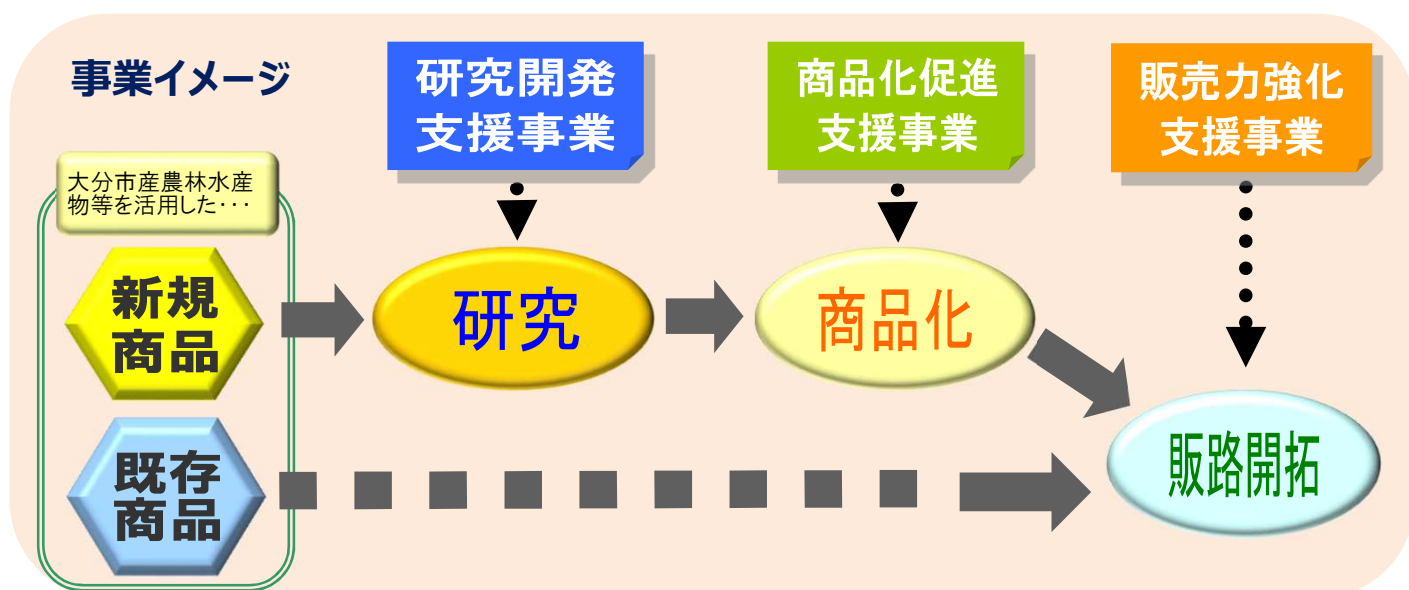 事業イメージ
研究開発
支援事業
商品化促進
支援事業
販売力強化
支援事業
大分市産農林水産
物等を活用した・・・
新規
商品
研究
商品化
既存
商品
販路開拓